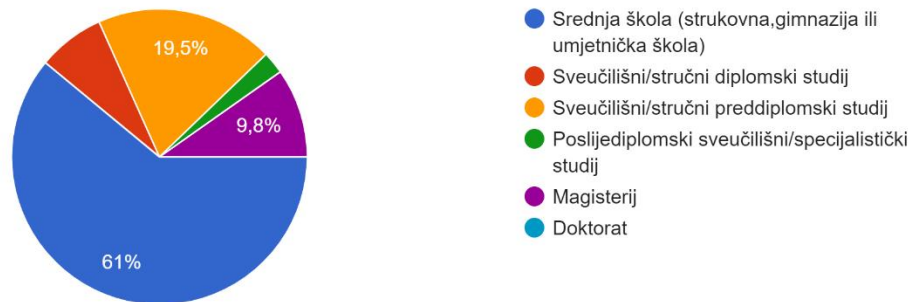 19,5%
9,8%
61%
Srednja škola (strukovna,gimnazija ili
umjetnička škola)
Sveučilišni/stručni diplomski studij
Sveučilišni/stručni preddiplomski studij
Poslijediplomski sveučilišni/specijalistički
studij
Magisterij
Doktorat